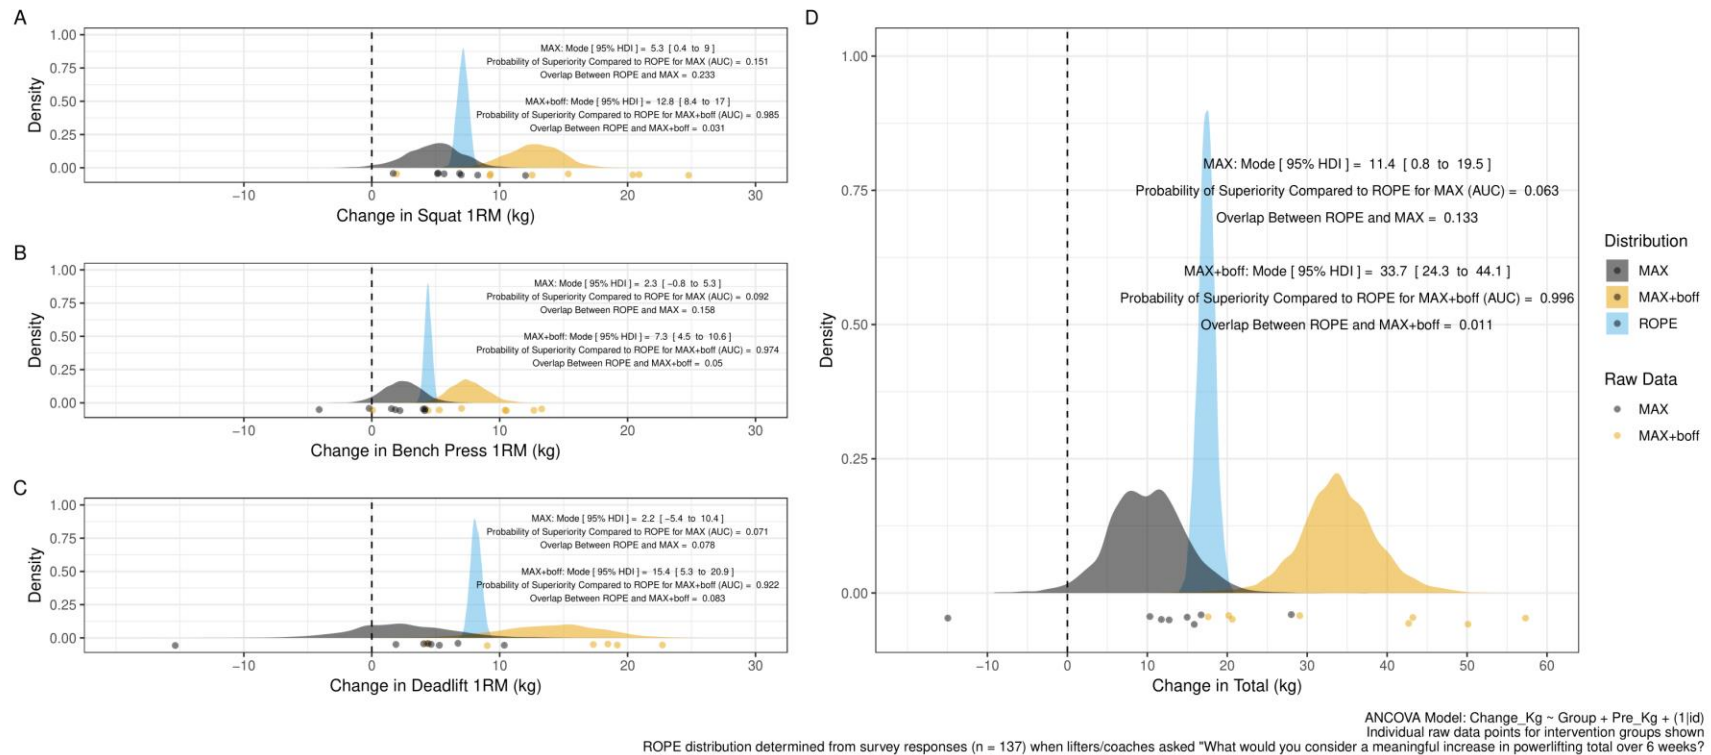 A
1.00
0.75
0.50
0.25
0.00
Density
MAX: Mode [ 95% HDI ] = 5.3 [ 0.4 to 9 ]
Probability of Superiority Compared to ROPE for MAX (AUC) = 0.151
Overlap Between ROPE and MAX = 0.233
MAX+boff: Mode [ 95% HDI ] = 12.8 [ 8.4 to 17 ]
Probability of Superiority Compared to ROPE for MAX+boff (AUC) = 0.985
Overlap Between ROPE and MAX+boff = 0.031
−10 0 10 20 30
Change in Squat 1RM (kg)
B
1.00
0.75
0.50
0.25
0.00
Density
MAX: Mode [ 95% HDI ] = 2.3 [ −0.8 to 5.3 ]
Probability of Superiority Compared to ROPE for MAX (AUC) = 0.092
Overlap Between ROPE and MAX = 0.158
MAX+boff: Mode [ 95% HDI ] = 7.3 [ 4.5 to 10.6 ]
Probability of Superiority Compared to ROPE for MAX+boff (AUC) = 0.974
Overlap Between ROPE and MAX+boff = 0.05
−10 0 10 20 30
Change in Bench Press 1RM (kg)
C
1.00
0.75
0.50
0.25
0.00
Density
MAX: Mode [ 95% HDI ] = 2.2 [ −5.4 to 10.4 ]
Probability of Superiority Compared to ROPE for MAX (AUC) = 0.071
Overlap Between ROPE and MAX = 0.078
MAX+boff: Mode [ 95% HDI ] = 15.4 [ 5.3 to 20.9 ]
Probability of Superiority Compared to ROPE for MAX+boff (AUC) = 0.922
Overlap Between ROPE and MAX+boff = 0.083
−10 0 10 20 30
Change in Deadlift 1RM (kg)
D
1.00
0.75
0.50
0.25
0.00
Density
MAX: Mode [ 95% HDI ] = 11.4 [ 0.8 to 19.5 ]
Probability of Superiority Compared to ROPE for MAX (AUC) = 0.063
Overlap Between ROPE and MAX = 0.133
MAX+boff: Mode [ 95% HDI ] = 33.7 [ 24.3 to 44.1 ]
Probability of Superiority Compared to ROPE for MAX+boff (AUC) = 0.996
Overlap Between ROPE and MAX+boff = 0.011
−10 0 10 20 30 40 50 60
Change in Total (kg)
Distribution
MAX
MAX+boff
ROPE
Raw Data
MAX
MAX+boff
ANCOVA Model: Change_Kg ~ Group + Pre_Kg + (1|id)
Individual raw data points for intervention groups shown
ROPE distribution determined from survey responses (n = 137) when lifters/coaches asked "What would you consider a meaningful increase in powerlifting total over 6 weeks?